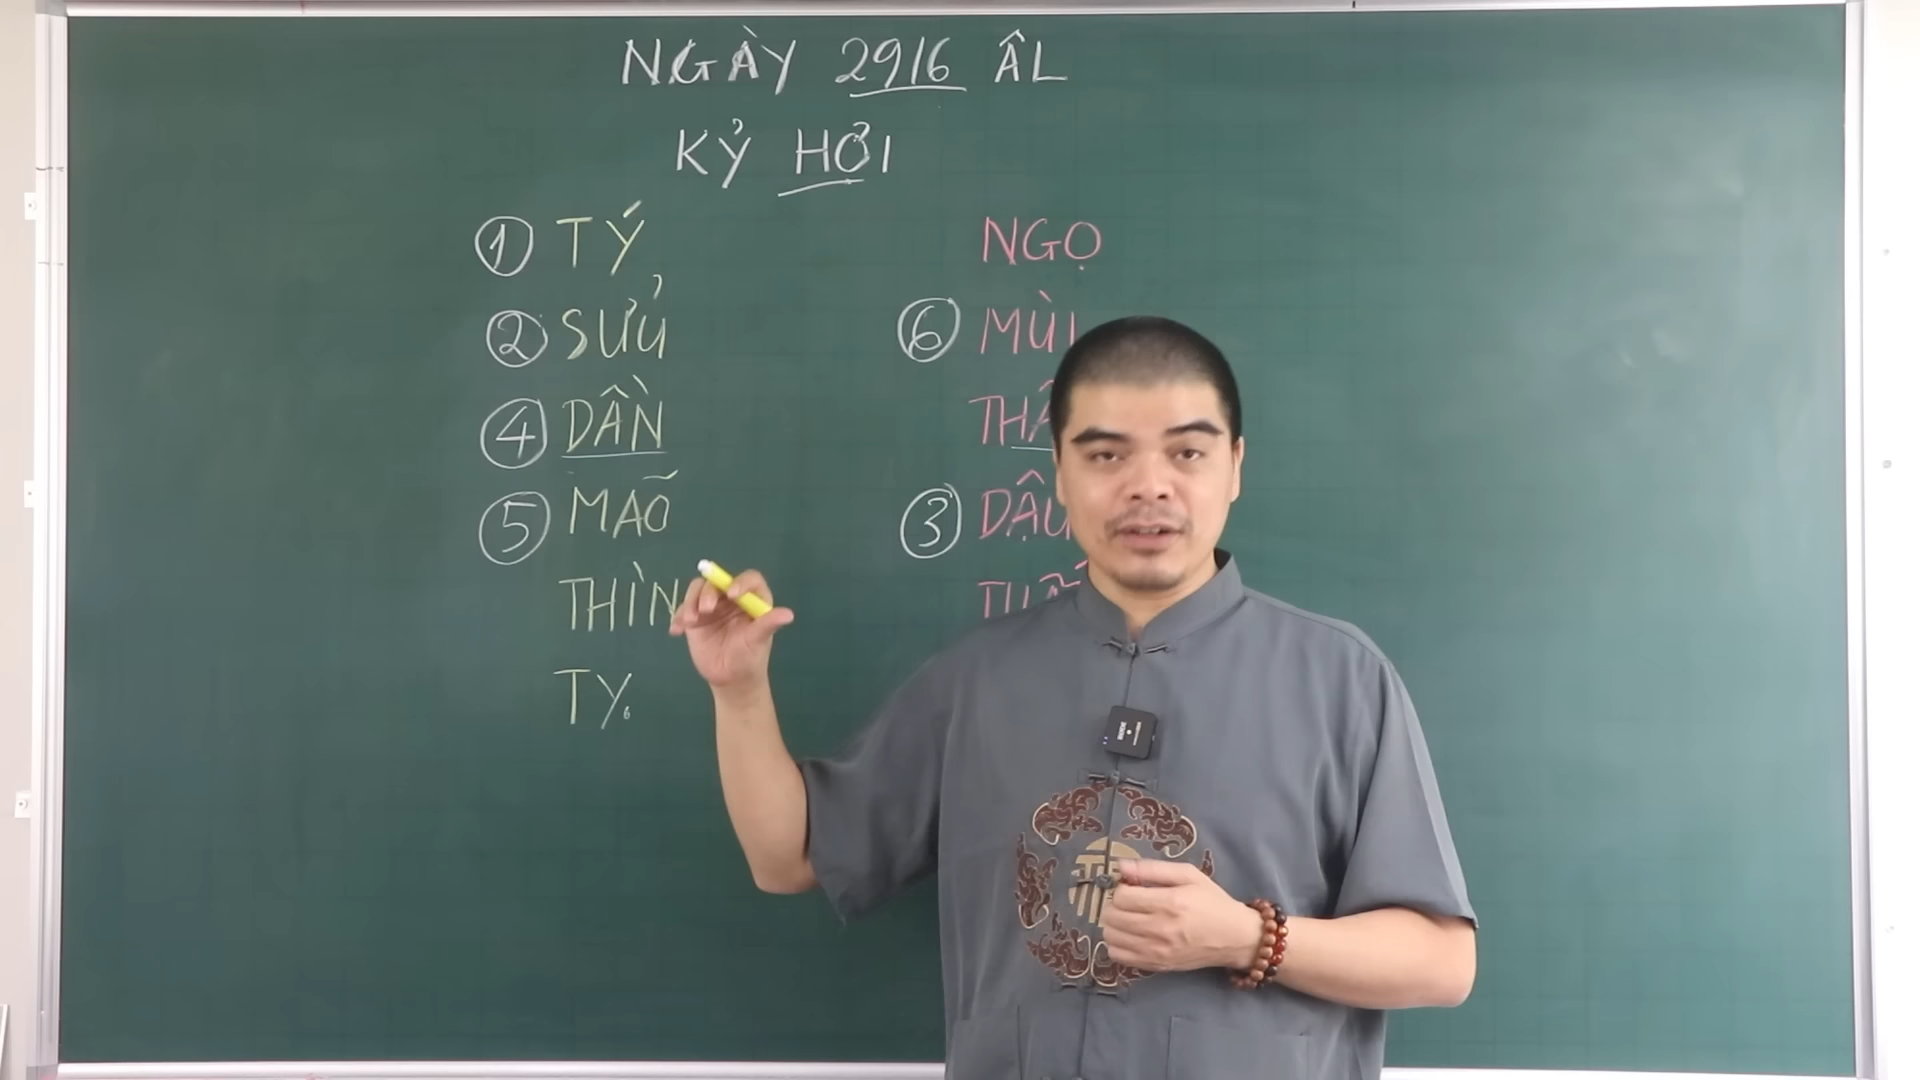 NGÀY 29/6 ÂL
KỶ HỢI
① TÝ
② SỬU
④ DẦN
⑤ MÃO
THÌN
TỴ
NGỌ
⑥ MÙI
③ DẬU